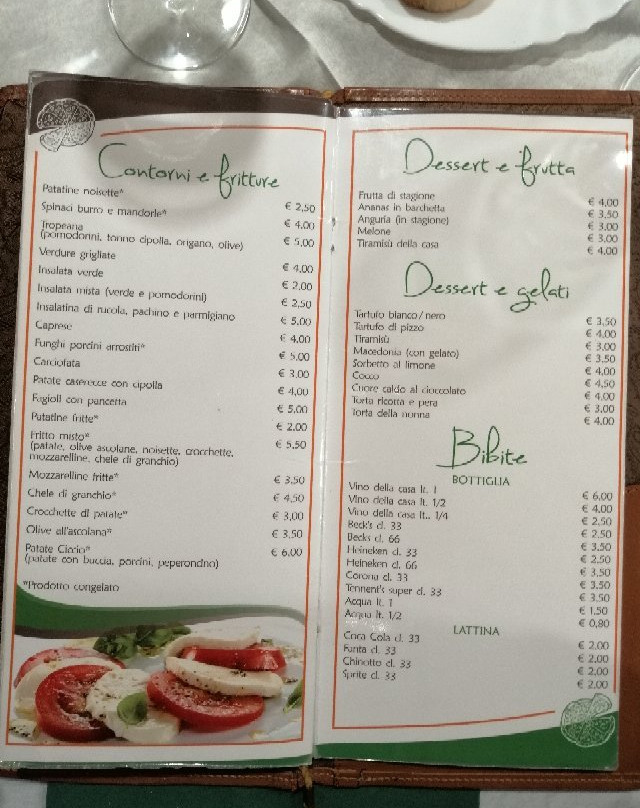 Contorni e fritture
Patatine noisette* € 2,50
Spinaci burro e mandorle* € 4,00
Tropeana € 5,00
(pomodorini, tonno cipolla, origano, olive)
Verdure grigliate € 4,00
Insalata verde € 2,00
Insalata mista (verde e pomodorini) € 2,50
Insalatina di rucola, pachino e parmigiano € 5,00
Caprese € 4,00
Funghi porcini arrostiti* € 5,00
Carciofata € 3,00
Patate caserecce con cipolla € 4,00
Fagioli con pancetta € 5,00
Patatine fritte* € 2,00
Fritto misto* € 5,50
(patate, olive ascolane, noisette, crocchette,
mozzarelline, chele di granchio)
Mozzarelline fritte* € 3,50
Chele di granchio* € 4,50
Crocchette di patate* € 3,00
Olive all'ascolana* € 3,50
Patate Ciccio* € 6,00
(patate con buccia, porcini, peperoncino)
*Prodotto congelato
Dessert e frutta
Frutta di stagione € 4,00
Ananas in barchetta € 3,50
Anguria (in stagione) € 3,00
Melone € 3,00
Tiramisù della casa € 4,00
Dessert e gelati
Tartufo bianco/nero € 3,50
Tartufo di pizzo € 4,00
Tiramisù € 3,00
Macedonia (con gelato) € 3,50
Sorbetto al limone € 4,00
Cocco € 4,50
Cuore caldo al cioccolato € 4,00
Torta ricotta e pera € 3,00
Torta della nonna € 4,00
Bibite
BOTTIGLIA
Vino della casa lt. 1 € 6,00
Vino della casa lt. 1/2 € 4,00
Vino della casa lt.. 1/4 € 2,50
Beck's cl. 33 € 2,50
Becks cl. 66 € 3,50
Heineken cl. 33 € 2,50
Heineken cl. 66 € 3,50
Corona cl. 33 € 3,50
Tennent's super cl. 33 € 3,50
Acqua lt. 1 € 1,50
Acqua lt. 1/2 € 0,80
LATTINA
Coca Cola cl. 33 € 2,00
Fanta cl. 33 € 2,00
Chinotto cl. 33 € 2,00
Sprite cl. 33 € 2,00